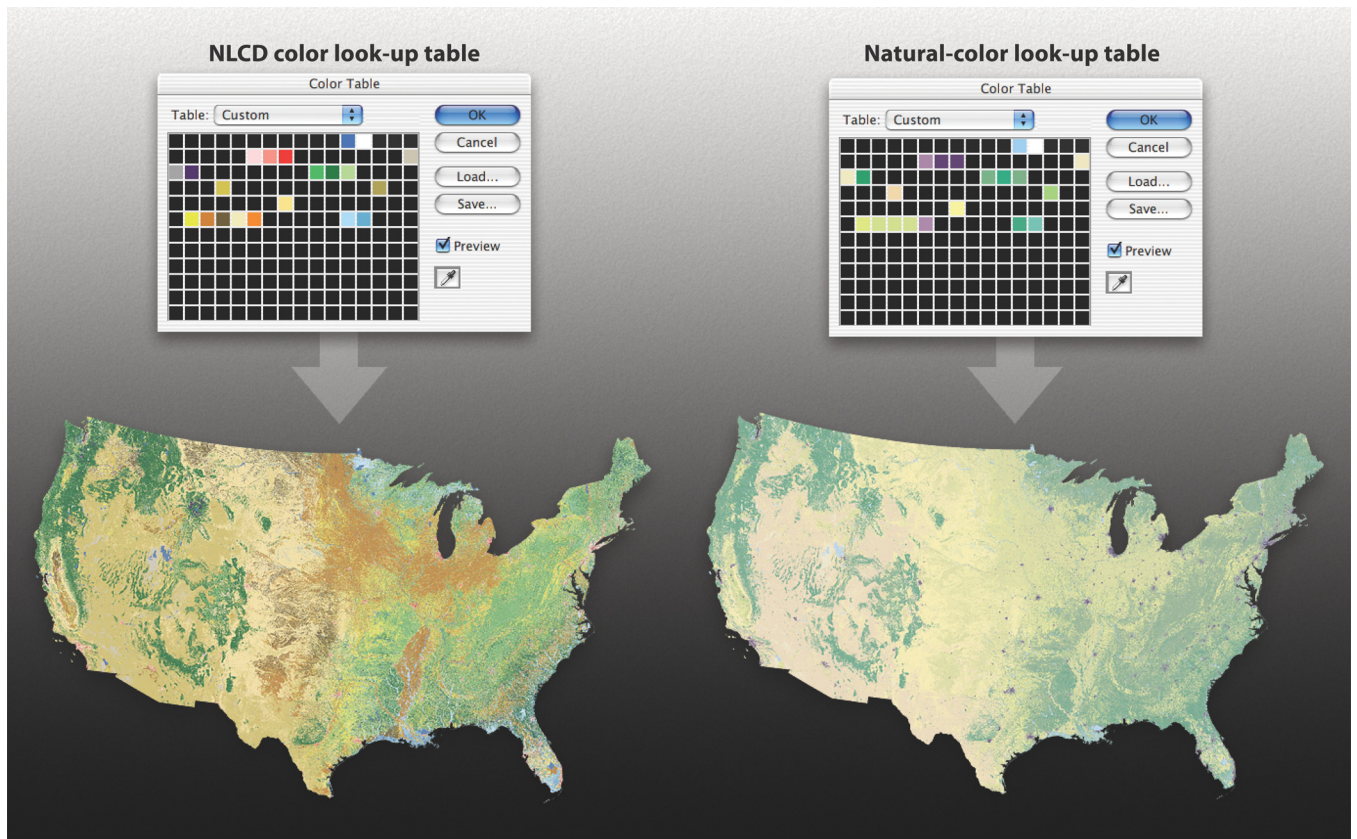 NLCD color look-up table
Color Table
Table: Custom
OK
Cancel
Load...
Save...
Preview
Natural-color look-up table
Color Table
Table: Custom
OK
Cancel
Load...
Save...
Preview